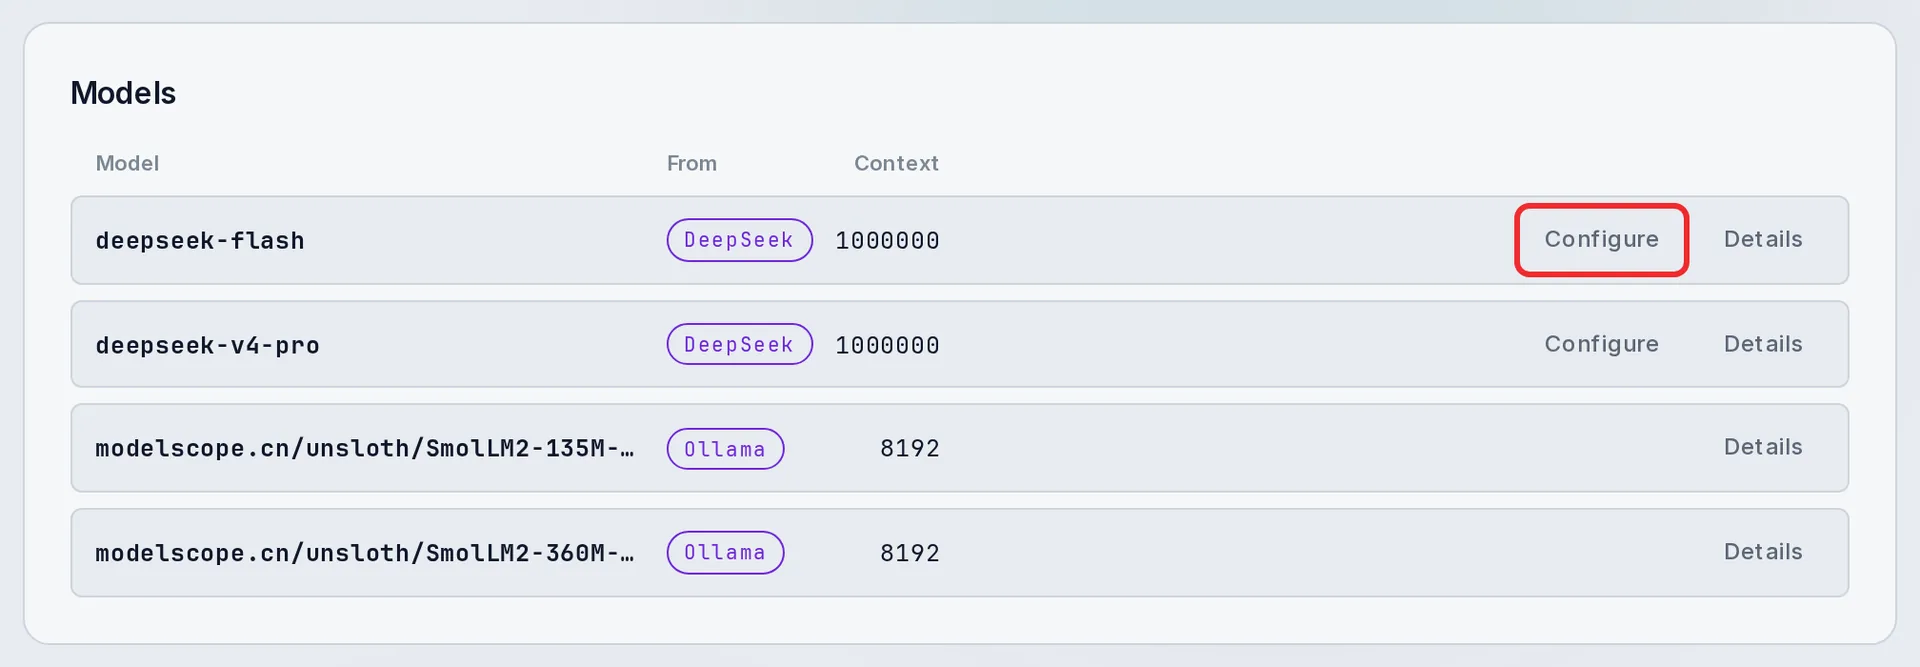 Models
Model From Context
deepseek-flash DeepSeek 1000000 Configure Details
deepseek-v4-pro DeepSeek 1000000 Configure Details
modelscope.cn/unsloth/SmolLM2-135M-… Ollama 8192 Details
modelscope.cn/unsloth/SmolLM2-360M-… Ollama 8192 Details